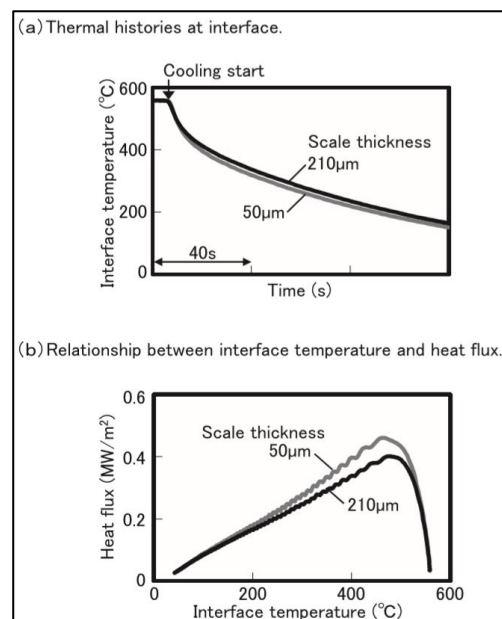 (a) Thermal histories at interface.
Cooling start
600
400
200
0
Interface temperature (℃)
Scale thickness
210μm
50μm
40s
Time (s)
(b) Relationship between interface temperature and heat flux.
0.6
0.4
0.2
0
Heat flux (MW/m²)
Scale thickness
50μm
210μm
0 200 400 600
Interface temperature (℃)